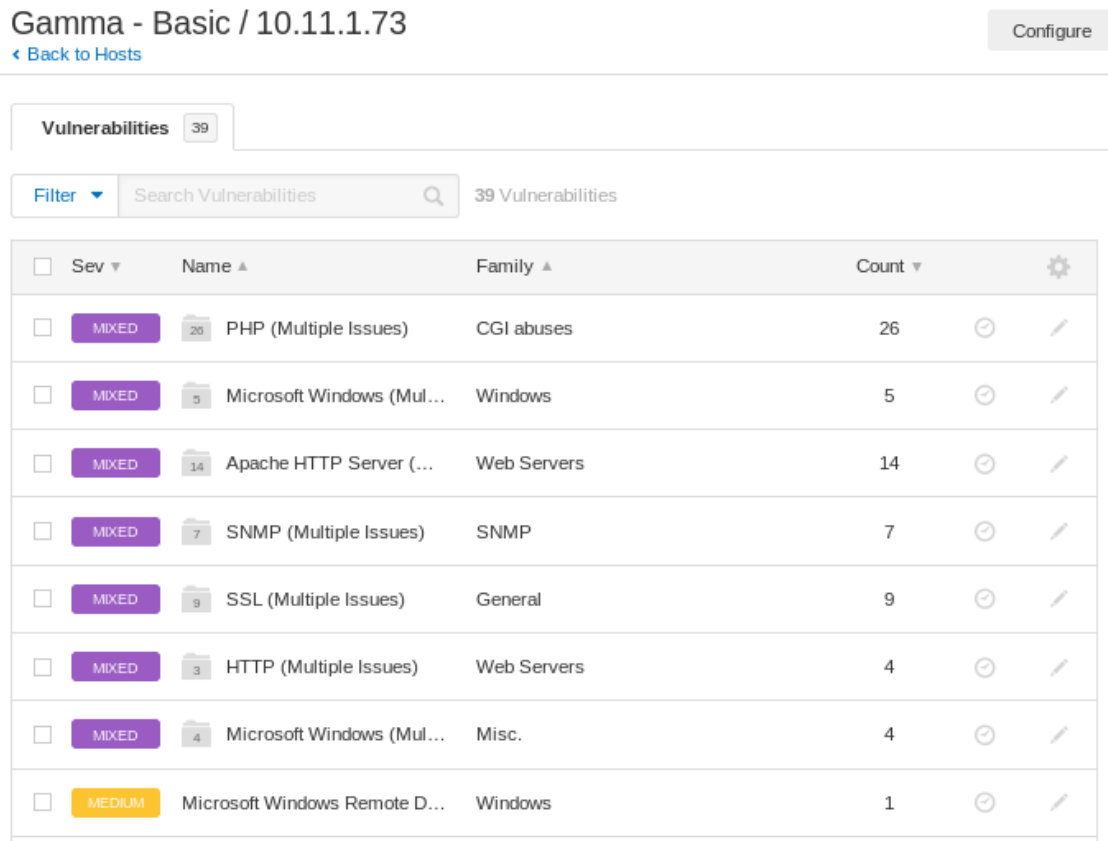 Gamma - Basic / 10.11.1.73
Configure
‹ Back to Hosts
Vulnerabilities 39
Filter Search Vulnerabilities 39 Vulnerabilities
Sev Name Family Count
MIXED 26 PHP (Multiple Issues) CGI abuses 26
MIXED 5 Microsoft Windows (Mul... Windows 5
MIXED 14 Apache HTTP Server (... Web Servers 14
MIXED 7 SNMP (Multiple Issues) SNMP 7
MIXED 9 SSL (Multiple Issues) General 9
MIXED 3 HTTP (Multiple Issues) Web Servers 4
MIXED 4 Microsoft Windows (Mul... Misc. 4
MEDIUM Microsoft Windows Remote D... Windows 1